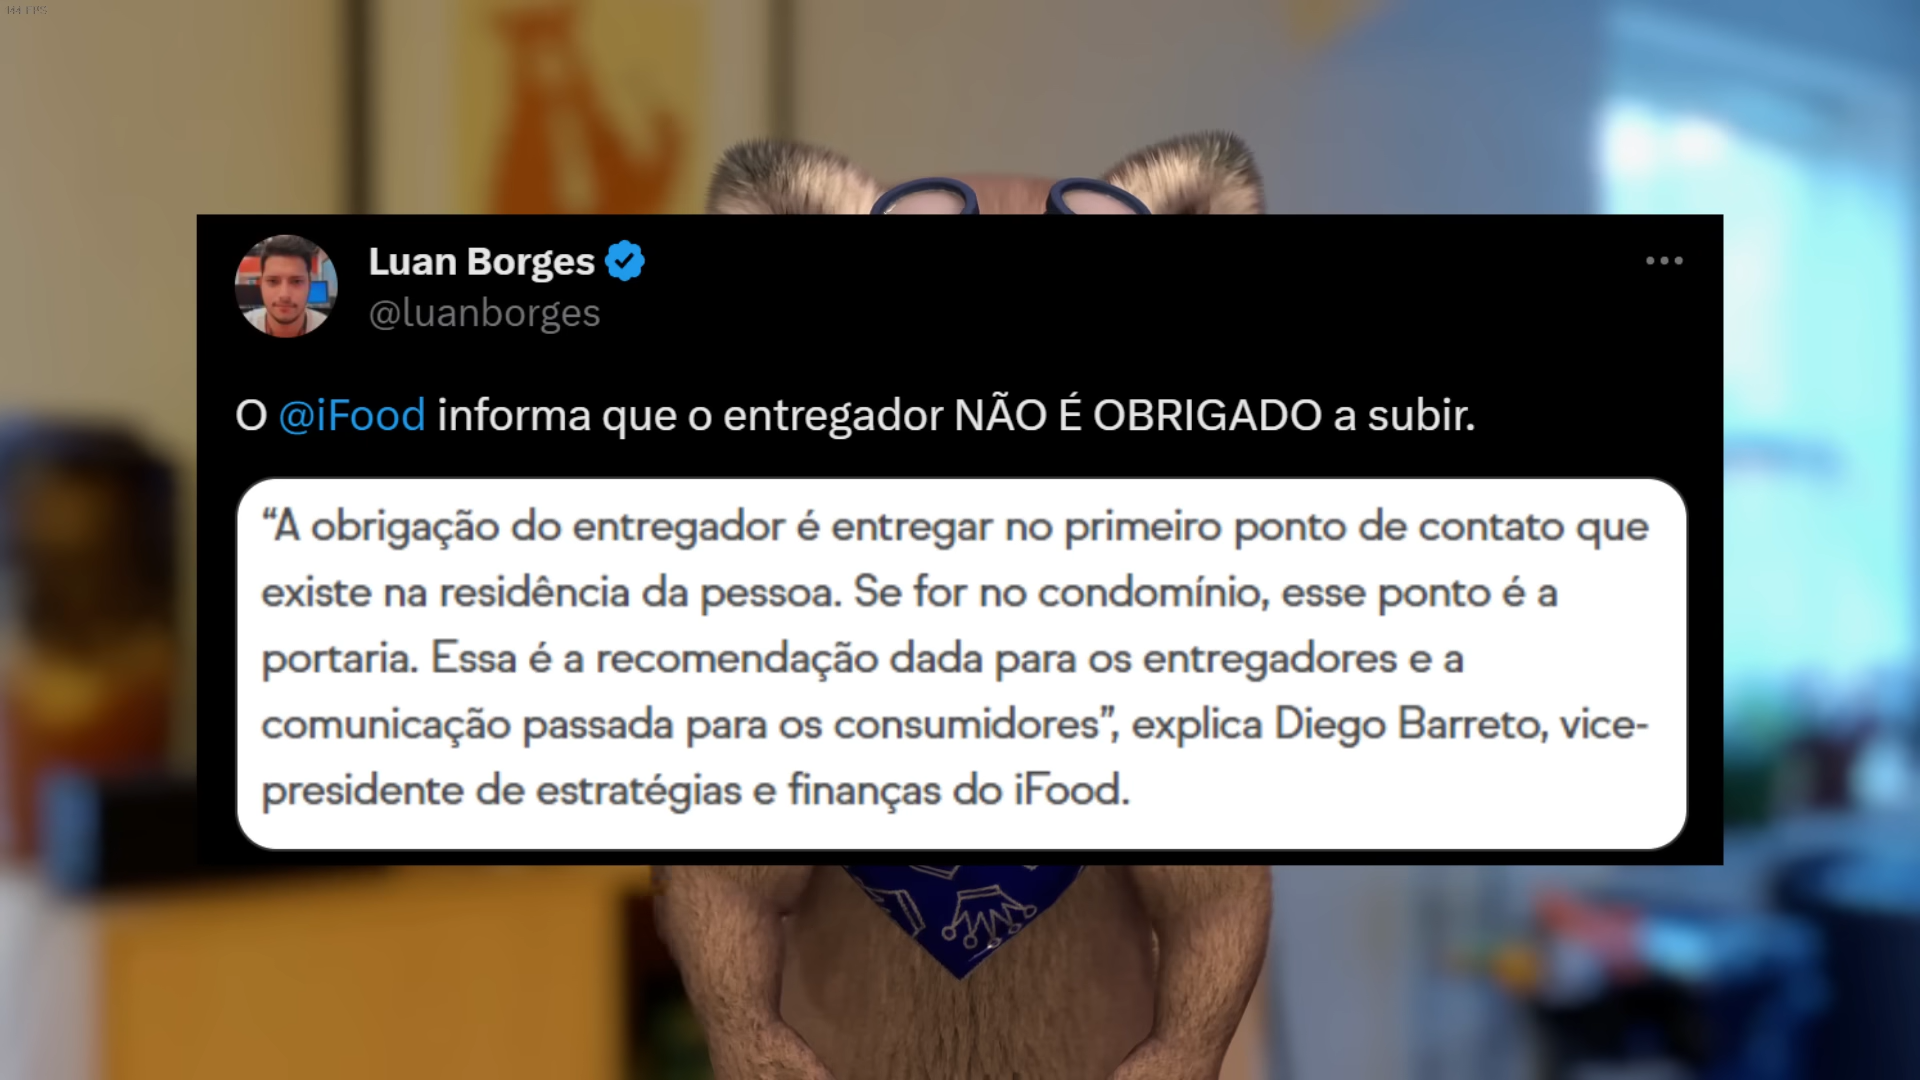 Luan Borges
@luanborges
O @iFood informa que o entregador NÃO É OBRIGADO a subir.
“A obrigação do entregador é entregar no primeiro ponto de contato que
existe na residência da pessoa. Se for no condomínio, esse ponto é a
portaria. Essa é a recomendação dada para os entregadores e a
comunicação passada para os consumidores”, explica Diego Barreto, vice-
presidente de estratégias e finanças do iFood.